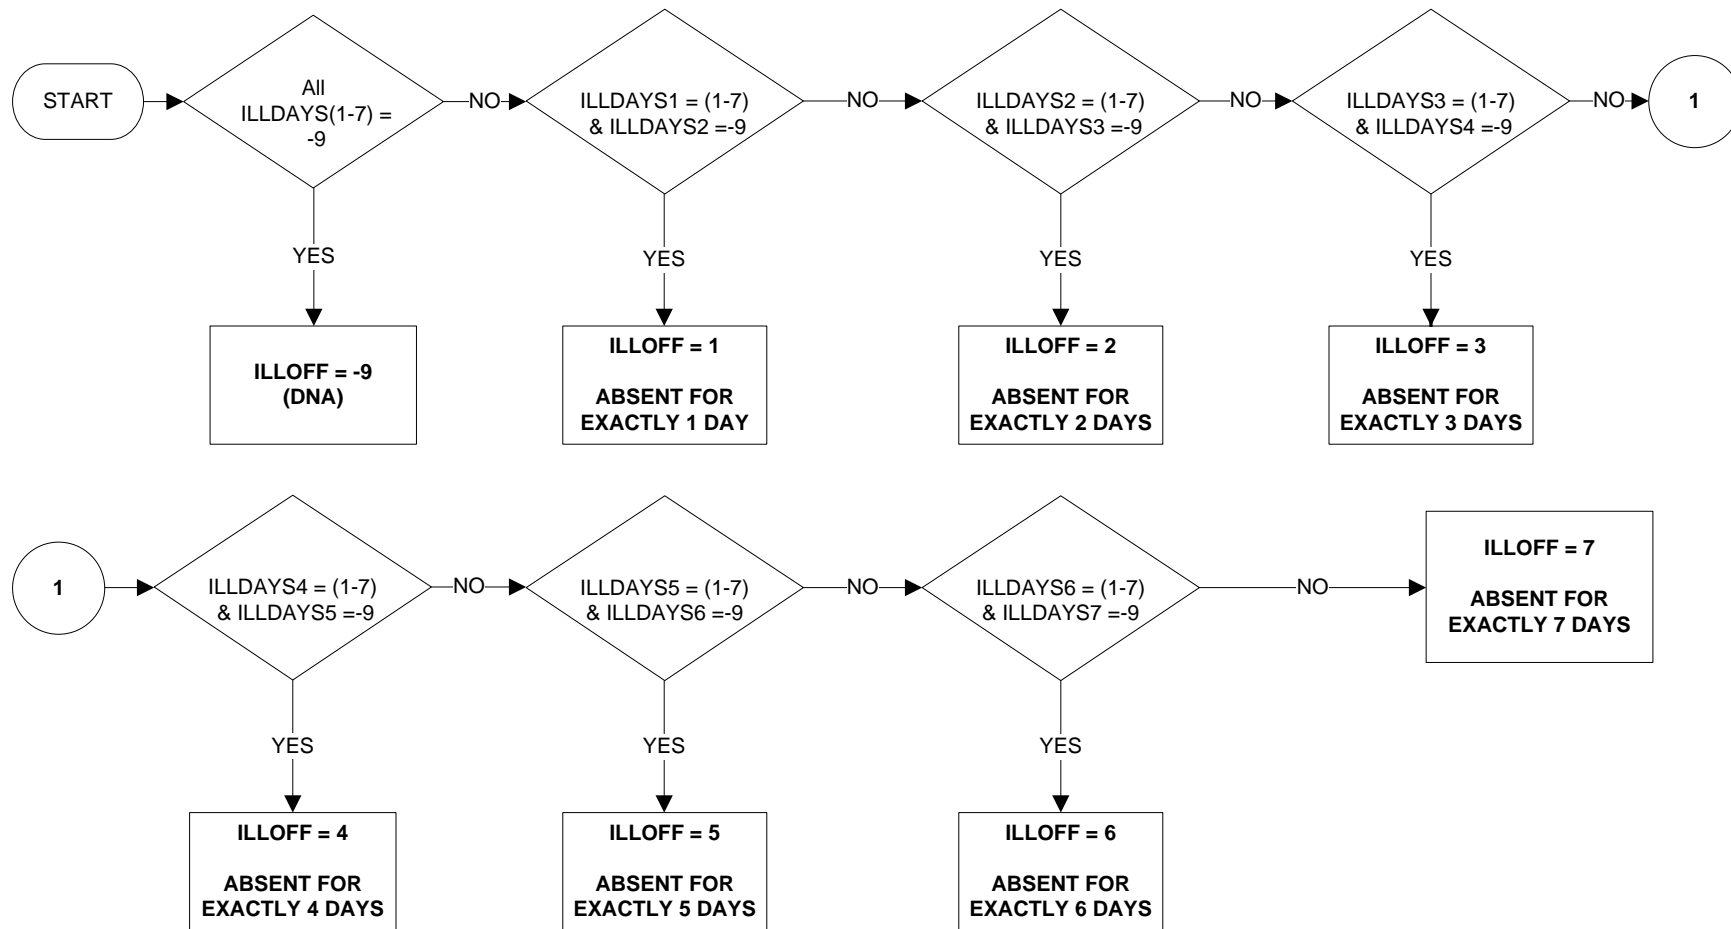 START
All
ILLDAYS(1-7) =
-9
NO
ILLDAYS1 = (1-7)
& ILLDAYS2 =-9
NO
ILLDAYS2 = (1-7)
& ILLDAYS3 =-9
NO
ILLDAYS3 = (1-7)
& ILLDAYS4 =-9
NO
1
YES
YES
YES
YES
ILLOFF = -9
(DNA)
ILLOFF = 1
ABSENT FOR
EXACTLY 1 DAY
ILLOFF = 2
ABSENT FOR
EXACTLY 2 DAYS
ILLOFF = 3
ABSENT FOR
EXACTLY 3 DAYS
1
ILLDAYS4 = (1-7)
& ILLDAYS5 =-9
NO
ILLDAYS5 = (1-7)
& ILLDAYS6 =-9
NO
ILLDAYS6 = (1-7)
& ILLDAYS7 =-9
NO
ILLOFF = 7
ABSENT FOR
EXACTLY 7 DAYS
YES
YES
YES
ILLOFF = 4
ABSENT FOR
EXACTLY 4 DAYS
ILLOFF = 5
ABSENT FOR
EXACTLY 5 DAYS
ILLOFF = 6
ABSENT FOR
EXACTLY 6 DAYS